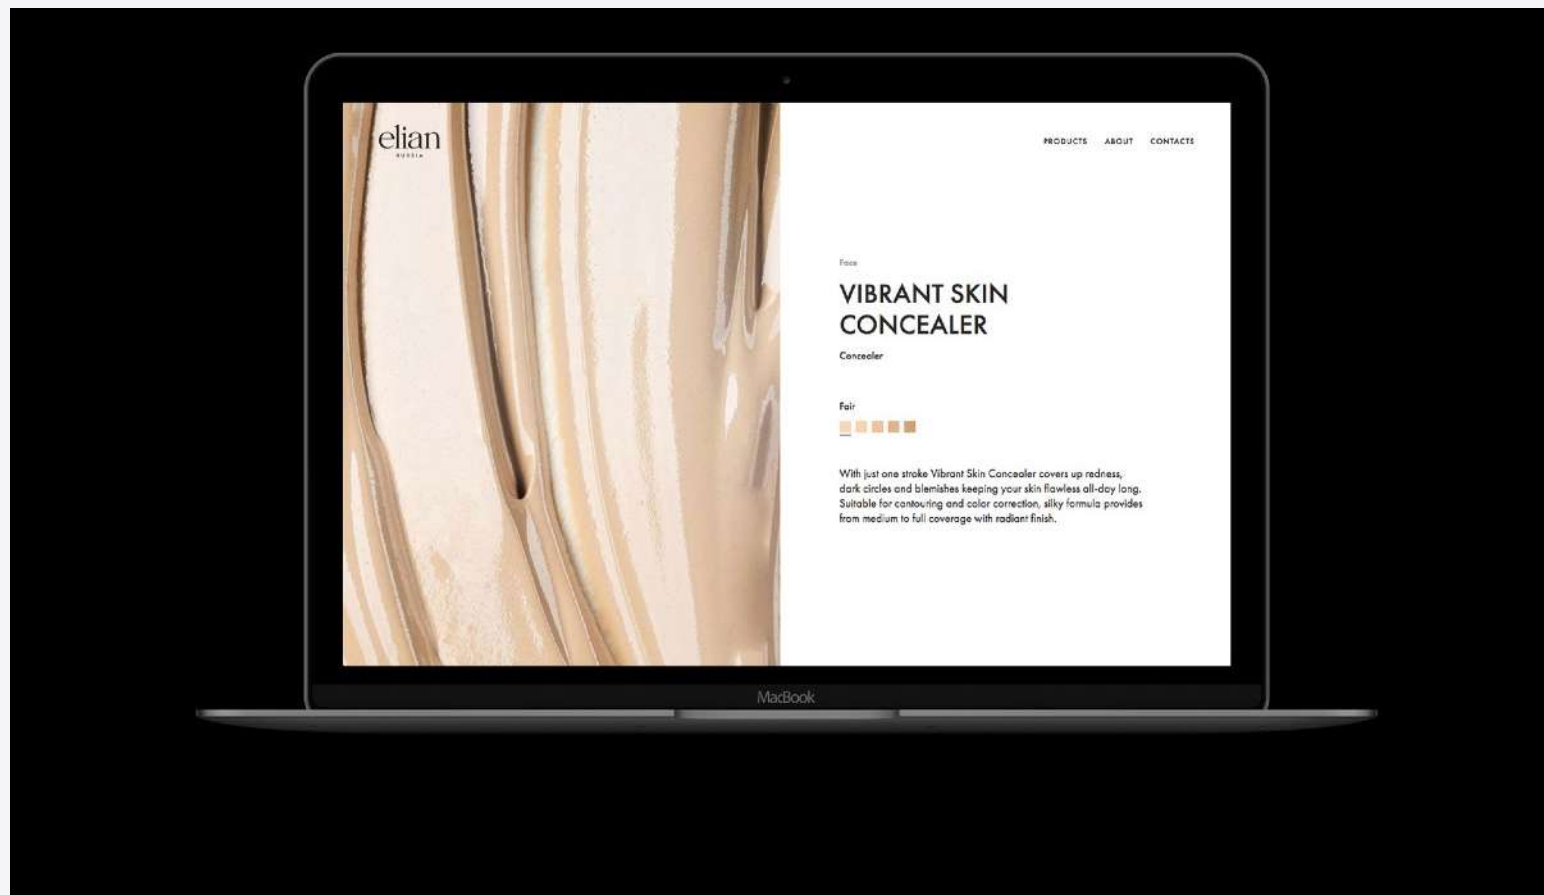 elian
RUSSIA
PRODUCTS ABOUT CONTACTS
Face
VIBRANT SKIN
CONCEALER
Concealer
Fair
With just one stroke Vibrant Skin Concealer covers up redness,
dark circles and blemishes keeping your skin flawless all-day long.
Suitable for contouring and color correction, silky formula provides
from medium to full coverage with radiant finish.
MacBook